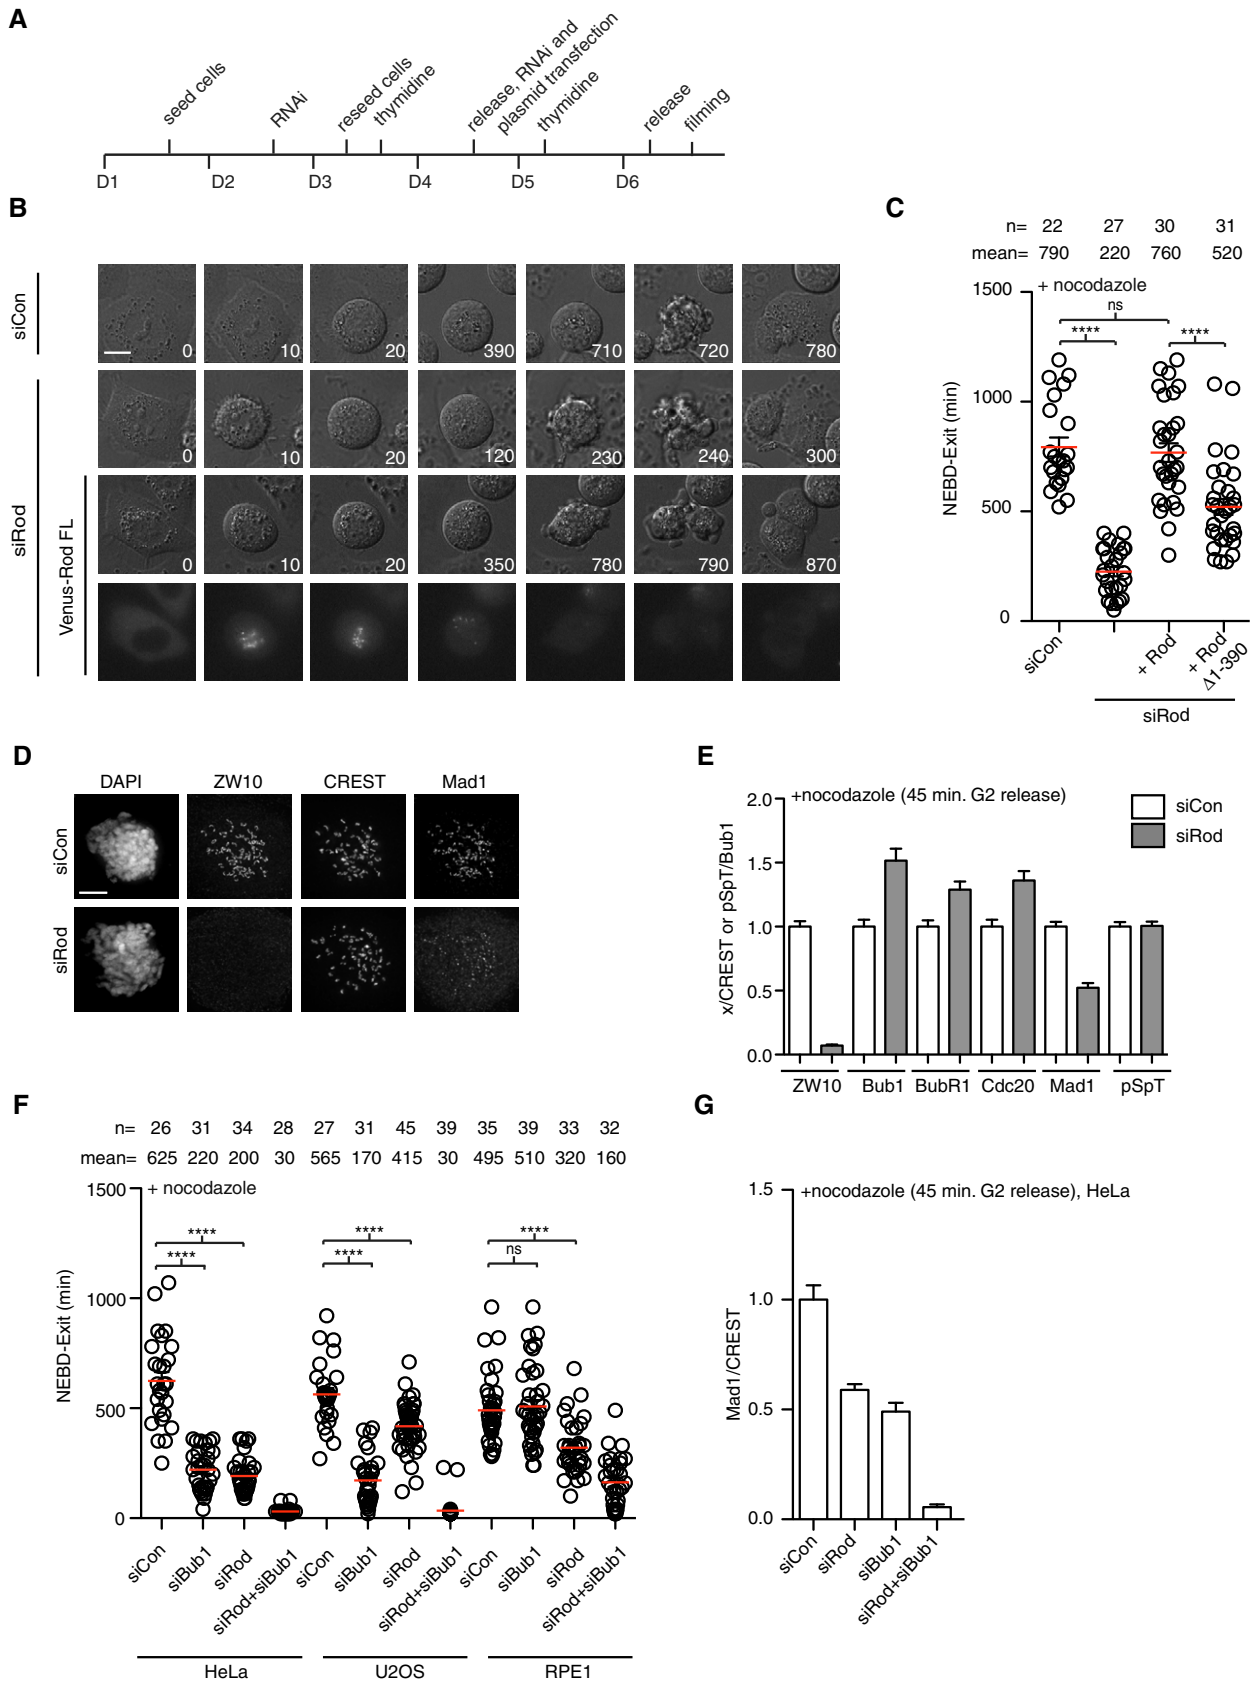 A
seed cells
RNAi
reseed cells
thymidine
release, RNAi and
plasmid transfection
thymidine
release
filming
D1 D2 D3 D4 D5 D6
B
siCon
0 10 20 390 710 720 780
siRod
0 10 20 120 230 240 300
Venus-Rod FL
0 10 20 350 780 790 870
C
n= 22 27 30 31
mean= 790 220 760 520
+ nocodazole
ns
**** ****
NEBD-Exit (min)
1500
1000
500
0
siCon
+ Rod
+ Rod
Δ1-390
siRod
D
DAPI ZW10 CREST Mad1
siCon
siRod
E
+nocodazole (45 min. G2 release)
siCon
siRod
x/CREST or pSpT/Bub1
2.0
1.5
1.0
0.5
0.0
ZW10 Bub1 BubR1 Cdc20 Mad1 pSpT
F
n= 26 31 34 28 27 31 45 39 35 39 33 32
mean= 625 220 200 30 565 170 415 30 495 510 320 160
+ nocodazole
**** **** ****
**** **** ns
NEBD-Exit (min)
1500
1000
500
0
siCon siBub1 siRod siRod+siBub1 siCon siBub1 siRod siRod+siBub1 siCon siBub1 siRod siRod+siBub1
HeLa U2OS RPE1
G
+nocodazole (45 min. G2 release), HeLa
Mad1/CREST
1.5
1.0
0.5
0.0
siCon siRod siBub1 siRod+siBub1